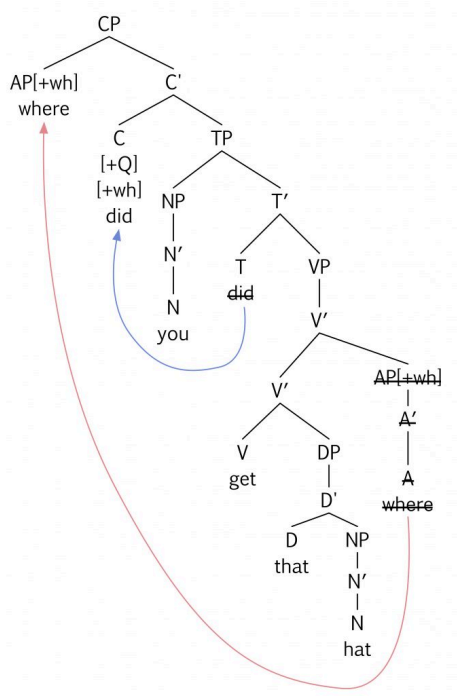 CP
AP[+wh] C′
where
C TP
[+Q]
[+wh] NP T′
did
N′ T VP
did
N V′
you
V′ AP[+wh]
A′
V DP
get A
D' where
D NP
that
N′
N
hat